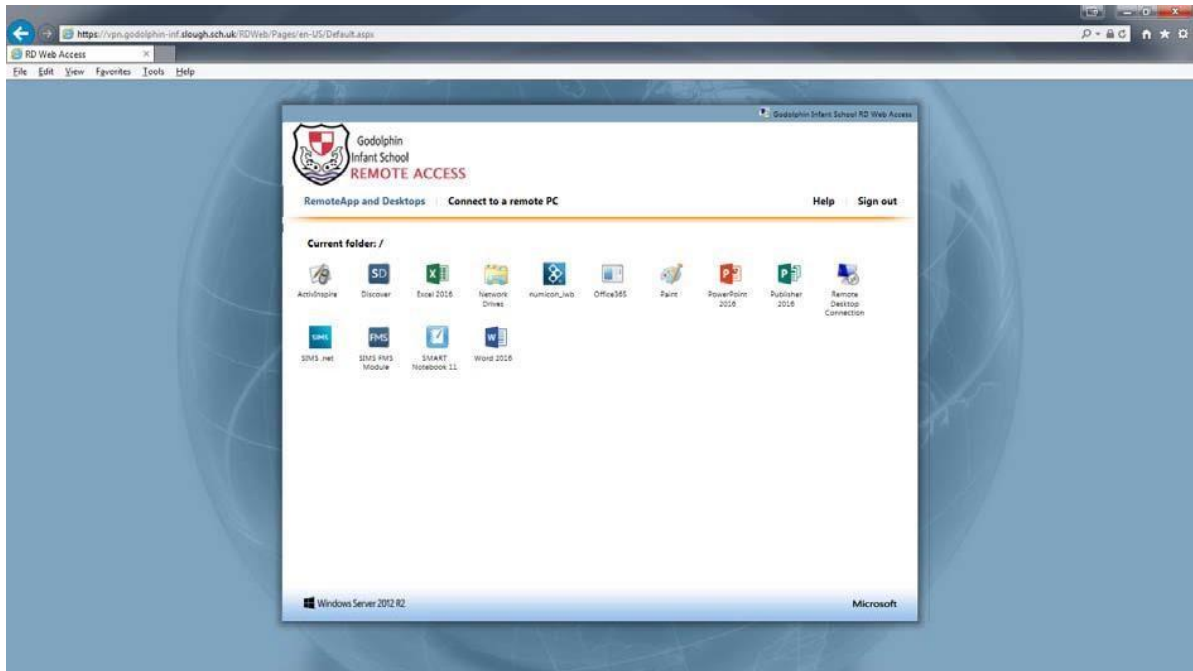 https://vpn.godolphin-inf.slough.sch.uk/RDWeb/Pages/en-US/Default.aspx
RD Web Access
File Edit View Favorites Tools Help
Godolphin Infant School RD Web Access
Godolphin
Infant School
REMOTE ACCESS
RemoteApp and Desktops Connect to a remote PC Help Sign out
Current folder: /
ActivInspire Discover Excel 2016 Network Drives numicon_iwb Office365 Paint PowerPoint 2016 Publisher 2016 Remote Desktop Connection
SD X P P
SIMS .net SIMS FMS Module SMART Notebook 11 Word 2016
SIMS FMS W
Windows Server 2012 R2 Microsoft